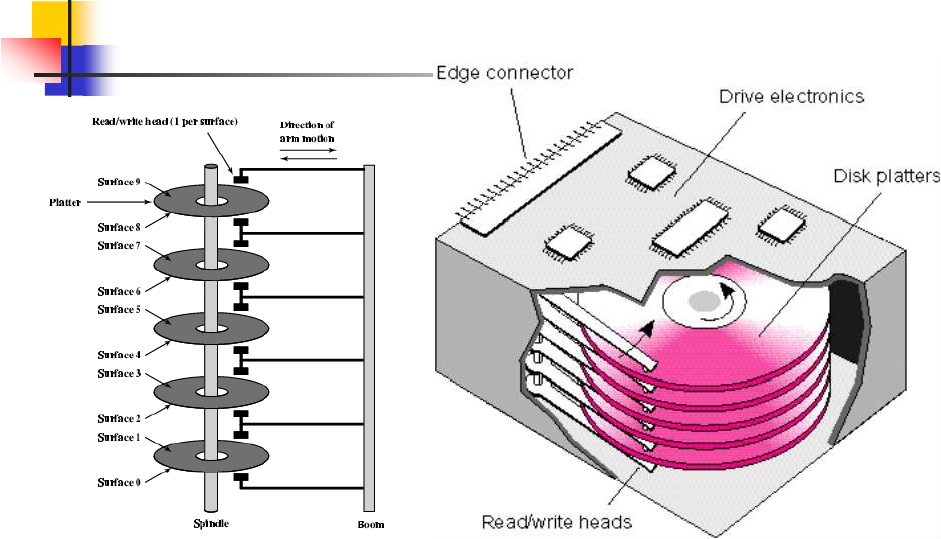 Edge connector
Drive electronics
Disk platters
Read/write heads
Read/write head (1 per surface)
Direction of
arm motion
Surface 9
Platter
Surface 8
Surface 7
Surface 6
Surface 5
Surface 4
Surface 3
Surface 2
Surface 1
Surface 0
Spindle
Boom